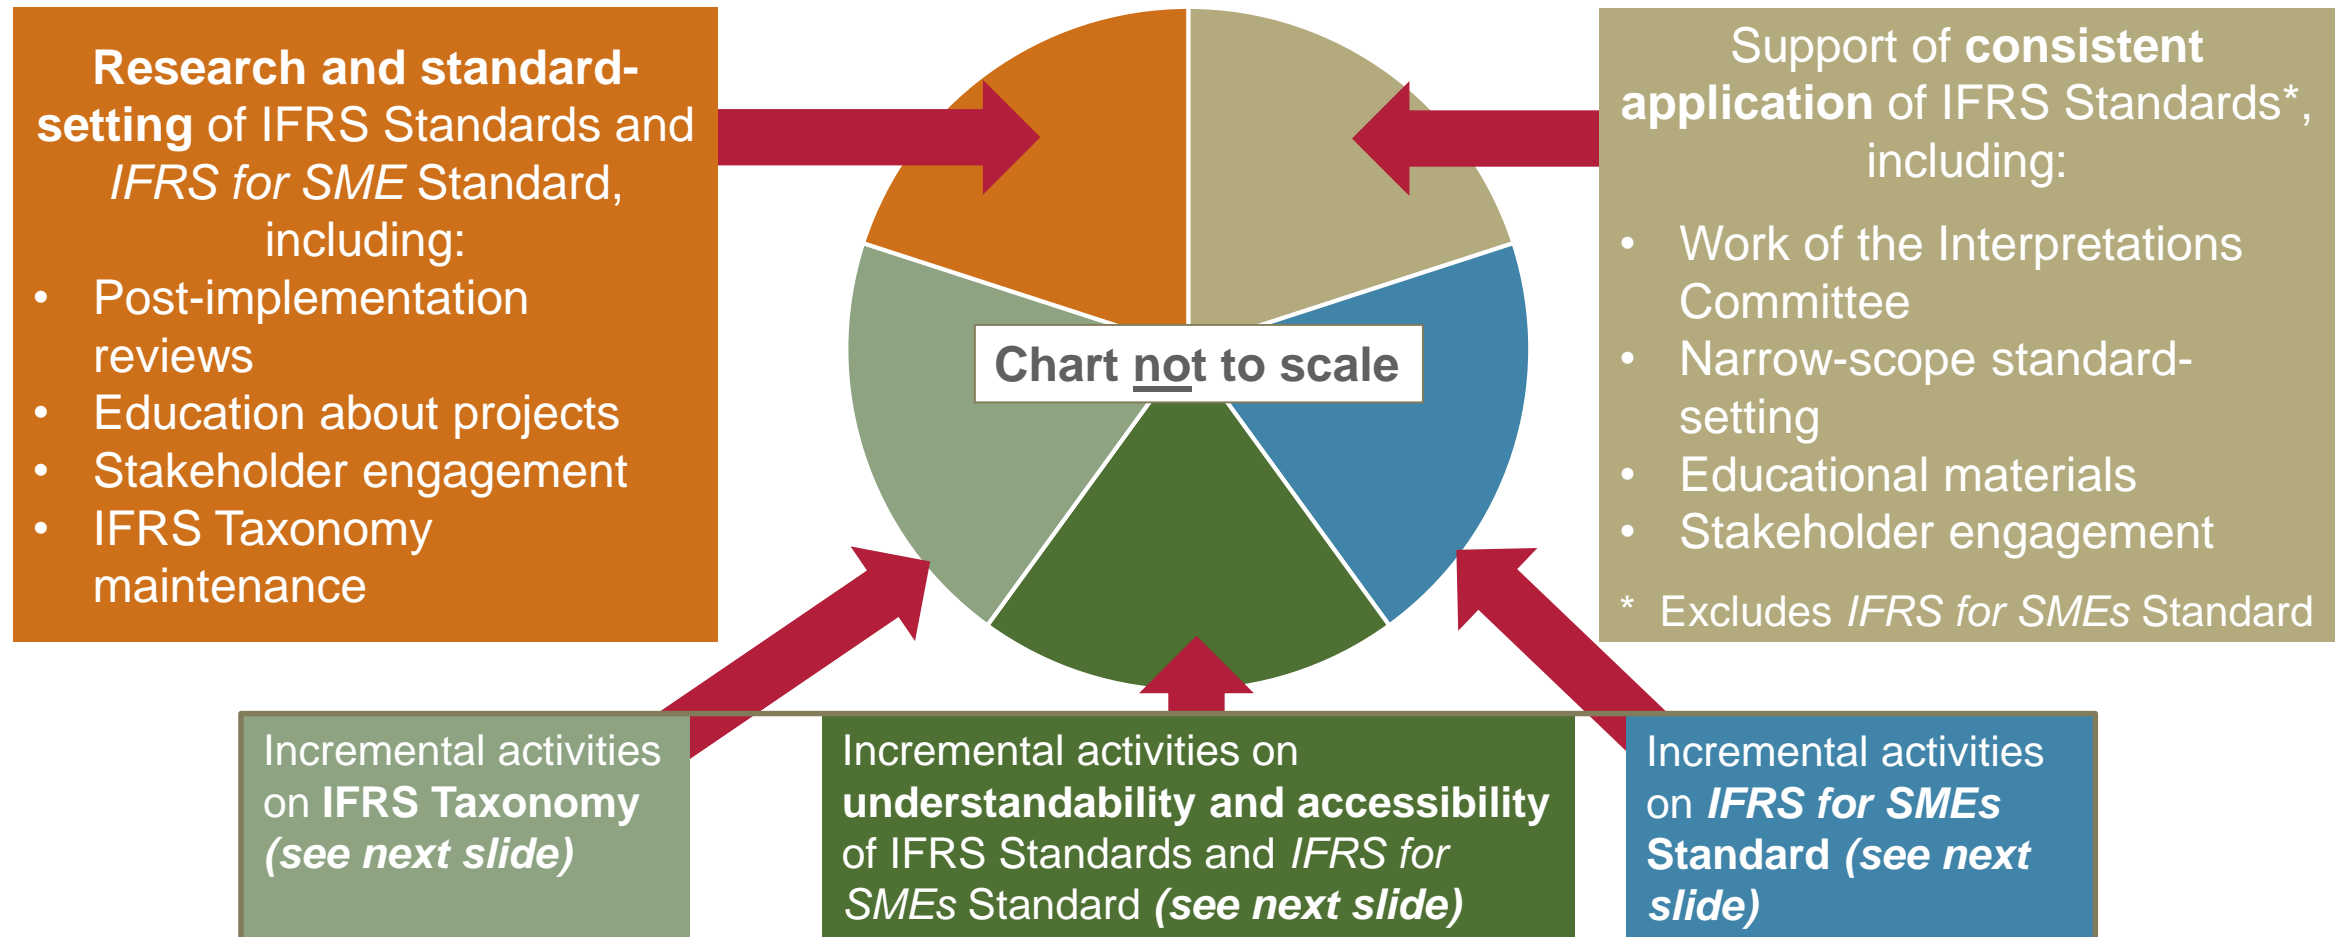 Research and standard-
setting of IFRS Standards and
IFRS for SME Standard,
including:
• Post-implementation
reviews
• Education about projects
• Stakeholder engagement
• IFRS Taxonomy
maintenance
Chart not to scale
Support of consistent
application of IFRS Standards*,
including:
• Work of the Interpretations
Committee
• Narrow-scope standard-
setting
• Educational materials
• Stakeholder engagement
* Excludes IFRS for SMEs Standard
Incremental activities
on IFRS Taxonomy
(see next slide)
Incremental activities on
understandability and accessibility
of IFRS Standards and IFRS for
SMEs Standard (see next slide)
Incremental activities
on IFRS for SMEs
Standard (see next
slide)